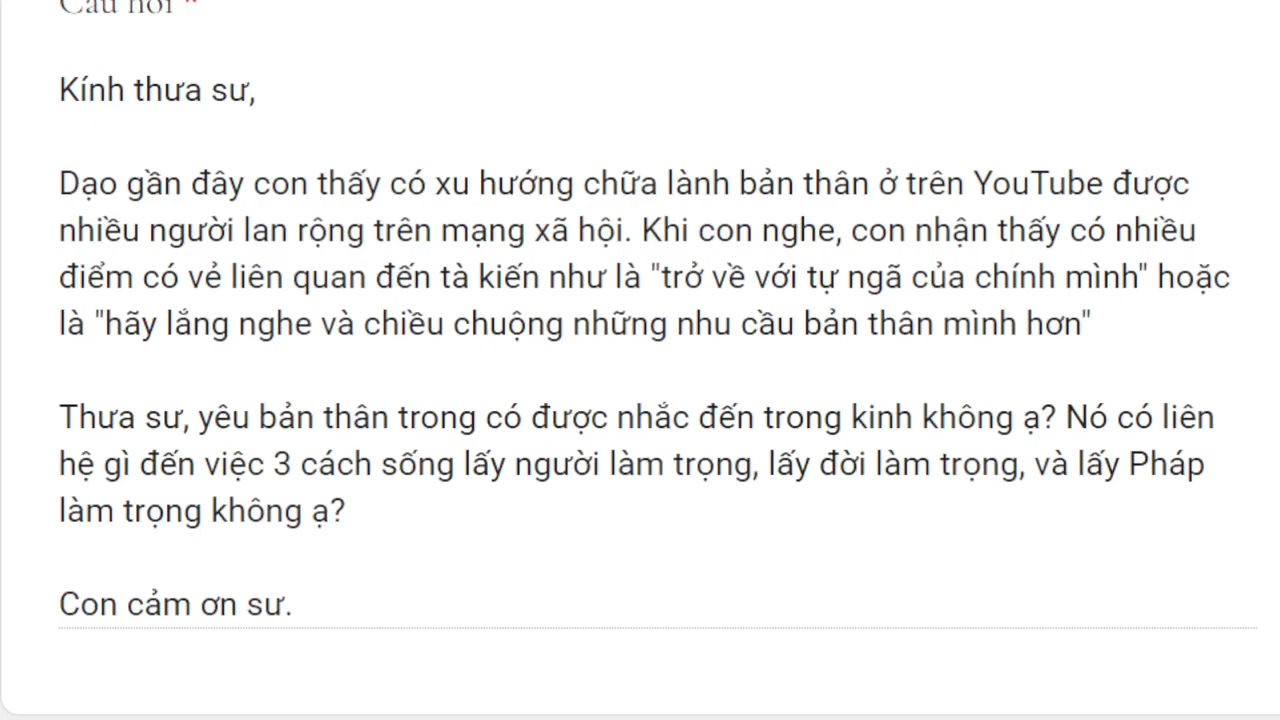 Câu hỏi *
Kính thưa sư,
Dạo gần đây con thấy có xu hướng chữa lành bản thân ở trên YouTube được
nhiều người lan rộng trên mạng xã hội. Khi con nghe, con nhận thấy có nhiều
điểm có vẻ liên quan đến tà kiến như là "trở về với tự ngã của chính mình" hoặc
là "hãy lắng nghe và chiều chuộng những nhu cầu bản thân mình hơn"
Thưa sư, yêu bản thân trong có được nhắc đến trong kinh không ạ? Nó có liên
hệ gì đến việc 3 cách sống lấy người làm trọng, lấy đời làm trọng, và lấy Pháp
làm trọng không ạ?
Con cảm ơn sư.